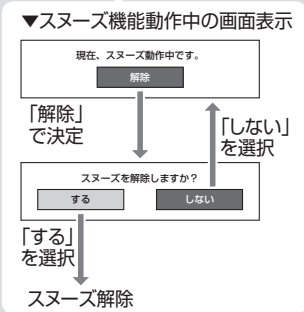 ▼スヌーズ機能動作中の画面表示
現在、スヌーズ動作中です。
解除
「解除」
で決定
「しない」
を選択
スヌーズを解除しますか？
する
しない
「する」
を選択
スヌーズ解除